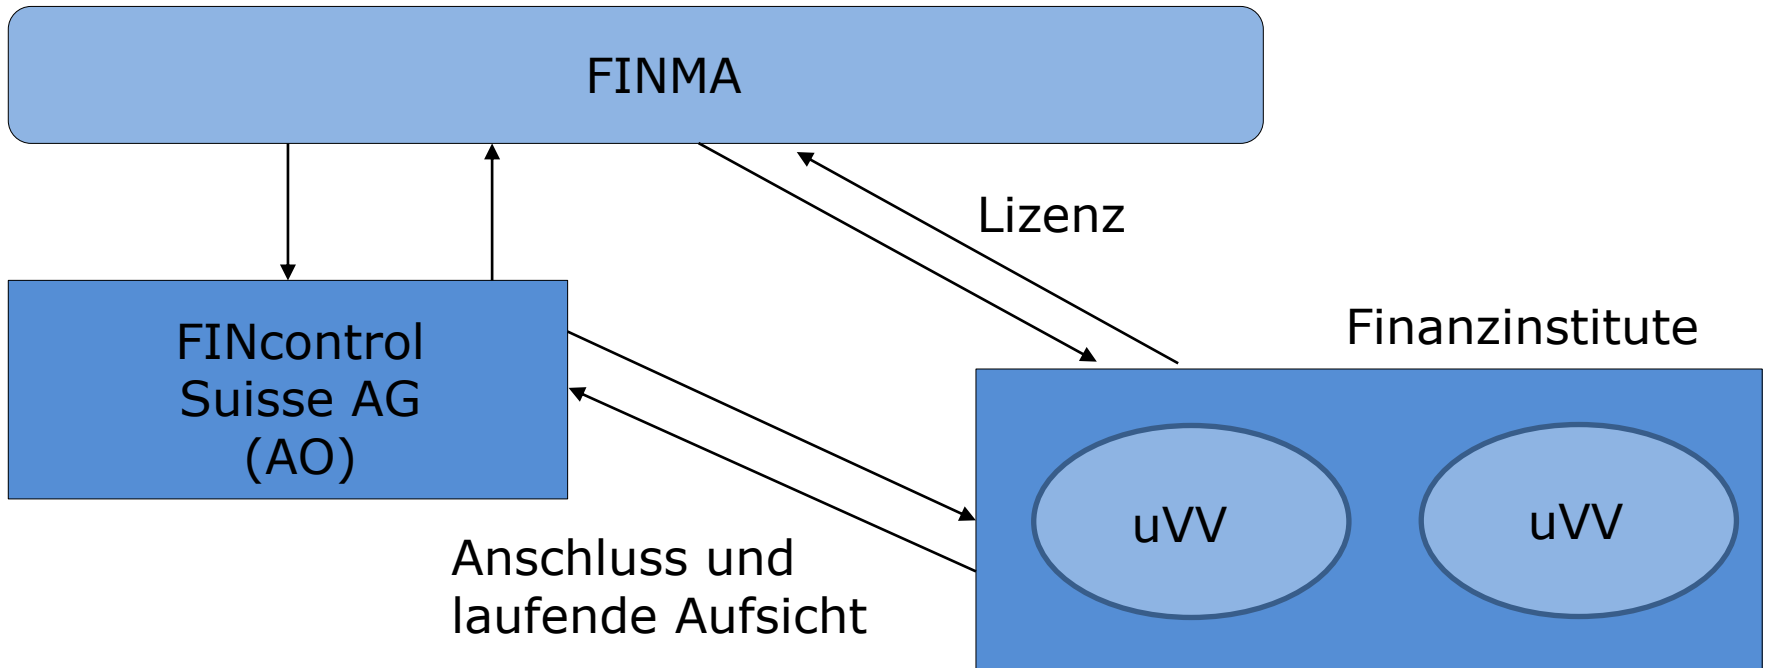 FINMA
Lizenz
Finanzinstitute
FINcontrol
Suisse AG
(AO)
uVV
uVV
Anschluss und
laufende Aufsicht